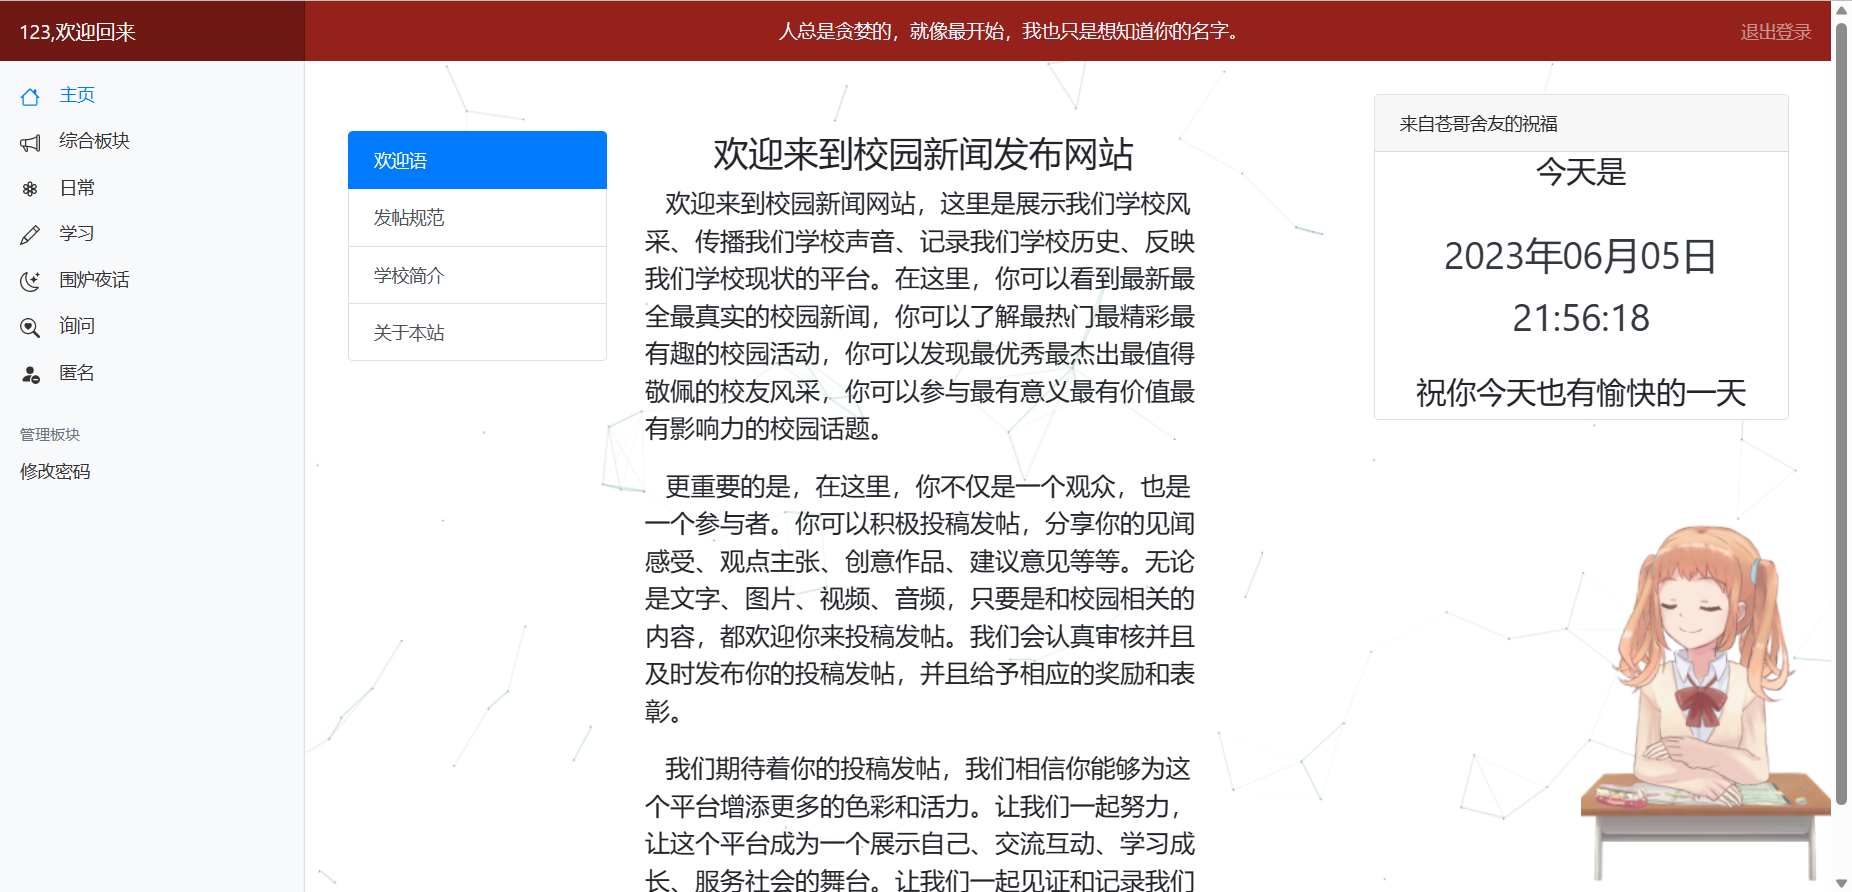 123,欢迎回来
人总是贪婪的，就像最开始，我也只是想知道你的名字。
退出登录
主页
综合板块
日常
学习
围炉夜话
询问
匿名
管理板块
修改密码
欢迎语
发帖规范
学校简介
关于本站
欢迎来到校园新闻发布网站
欢迎来到校园新闻网站，这里是展示我们学校风
采、传播我们学校声音、记录我们学校历史、反映
我们学校现状的平台。在这里，你可以看到最新最
全最真实的校园新闻，你可以了解最热门最精彩最
有趣的校园活动，你可以发现最优秀最杰出最值得
敬佩的校友风采，你可以参与最有意义最有价值最
有影响力的校园话题。
更重要的是，在这里，你不仅是一个观众，也是
一个参与者。你可以积极投稿发帖，分享你的见闻
感受、观点主张、创意作品、建议意见等等。无论
是文字、图片、视频、音频，只要是和校园相关的
内容，都欢迎你来投稿发帖。我们会认真审核并且
及时发布你的投稿发帖，并且给予相应的奖励和表
彰。
我们期待着你的投稿发帖，我们相信你能够为这
个平台增添更多的色彩和活力。让我们一起努力，
让这个平台成为一个展示自己、交流互动、学习成
长、服务社会的舞台。让我们一起见证和记录我们
来自苍哥舍友的祝福
今天是
2023年06月05日
21:56:18
祝你今天也有愉快的一天